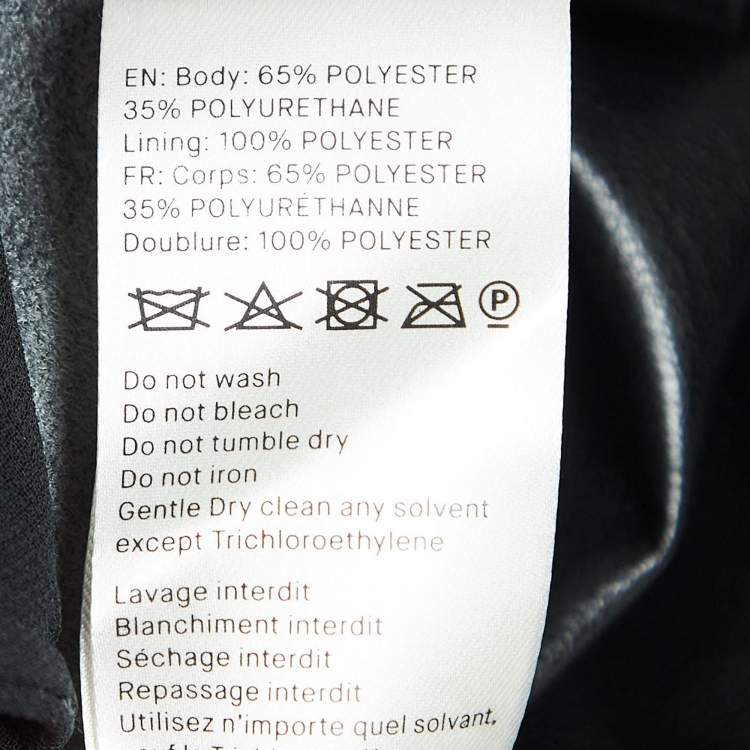 EN: Body: 65% POLYESTER
35% POLYURETHANE
Lining: 100% POLYESTER
FR: Corps: 65% POLYESTER
35% POLYURÉTHANNE
Doublure: 100% POLYESTER
P
Do not wash
Do not bleach
Do not tumble dry
Do not iron
Gentle Dry clean any solvent
except Trichloroethylene
Lavage interdit
Blanchiment interdit
Séchage interdit
Repassage interdit
Utilisez n'importe quel solvant,